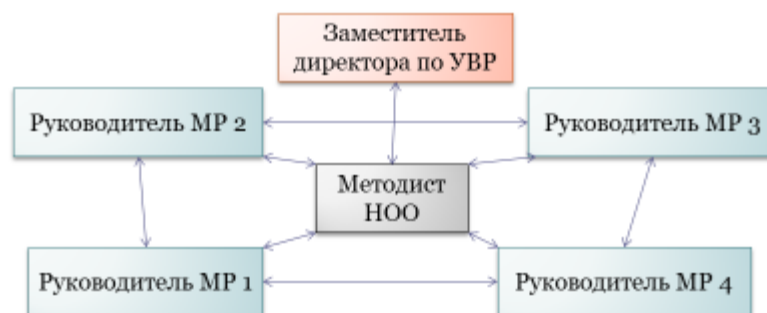 Заместитель
директора по УВР
Руководитель МР 2
Руководитель МР 3
Методист
НОО
Руководитель МР 1
Руководитель МР 4